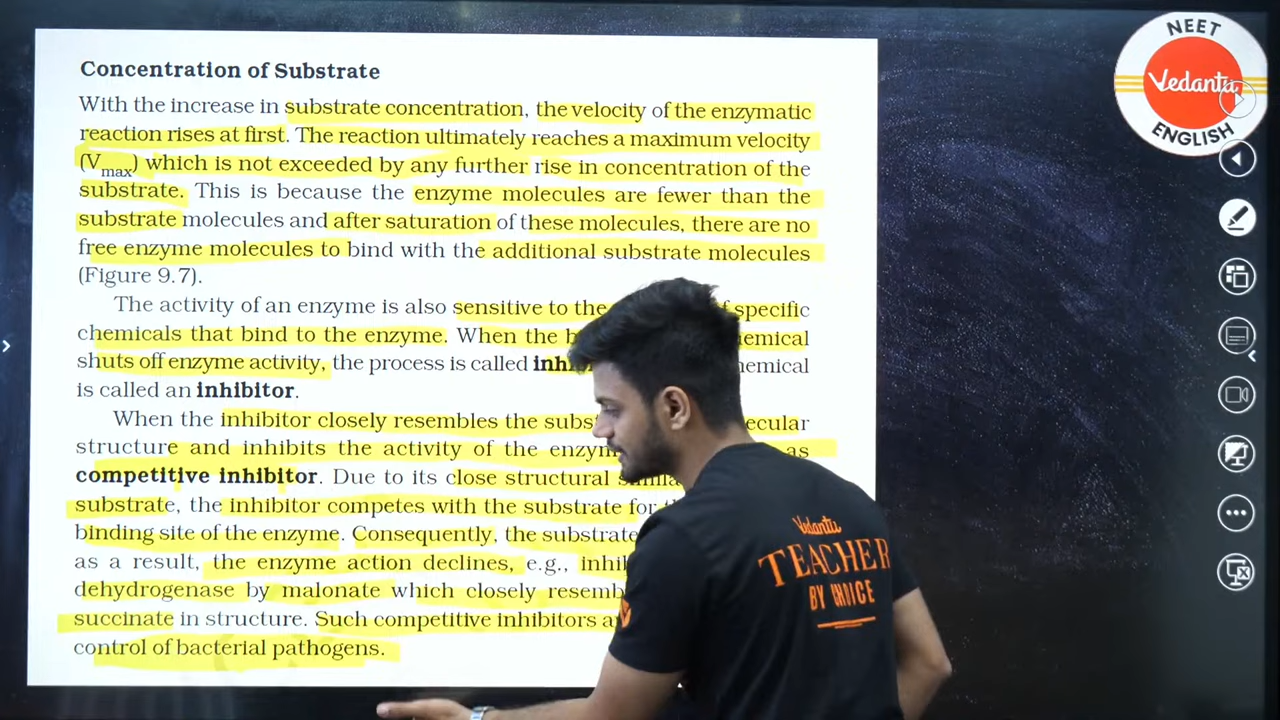 Concentration of Substrate
With the increase in substrate concentration, the velocity of the enzymatic
reaction rises at first. The reaction ultimately reaches a maximum velocity
(Vmax) which is not exceeded by any further rise in concentration of the
substrate. This is because the enzyme molecules are fewer than the
substrate molecules and after saturation of these molecules, there are no
free enzyme molecules to bind with the additional substrate molecules
(Figure 9.7).
The activity of an enzyme is also sensitive to the specific
chemicals that bind to the enzyme. When the
shuts off enzyme activity, the process is called
is called an inhibitor.
When the inhibitor closely resembles the
structure and inhibits the activity of the as
competitive inhibitor. Due to its close structural
substrate, the inhibitor competes with the substrate for
binding site of the enzyme. Consequently, the substrate
as a result, the enzyme action declines, e.g.,
dehydrogenase by malonate which closely
succinate in structure. Such competitive inhibitors
control of bacterial pathogens.
NEET
Vedantu
ENGLISH
Vedantu
TEACHER
BY CHOICE